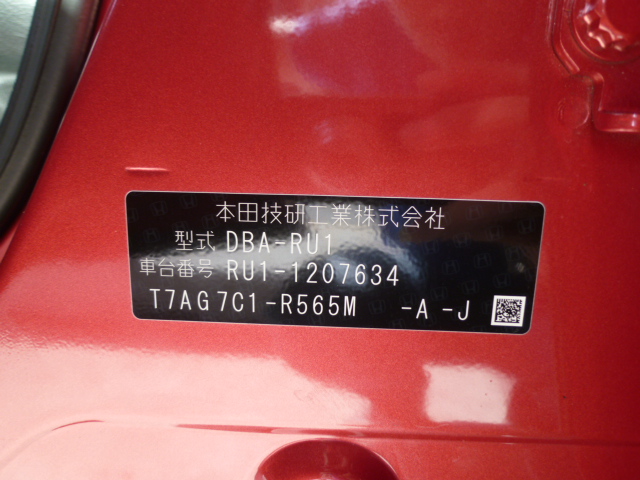 本田技研工業株式会社
型式 DBA-RU1
車台番号 RU1-1207634
T7AG7C1-R565M -A -J